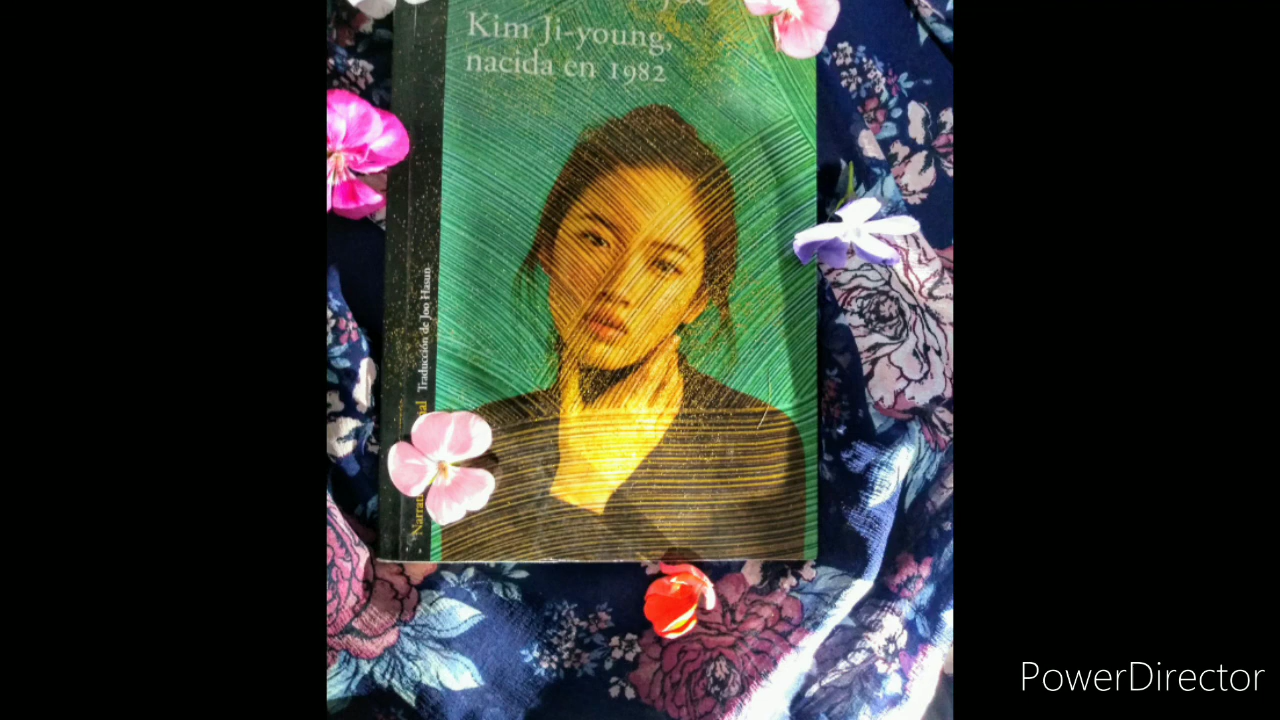 Kim Ji-young,
nacida en 1982
Traducción de Joo Hasun
PowerDirector